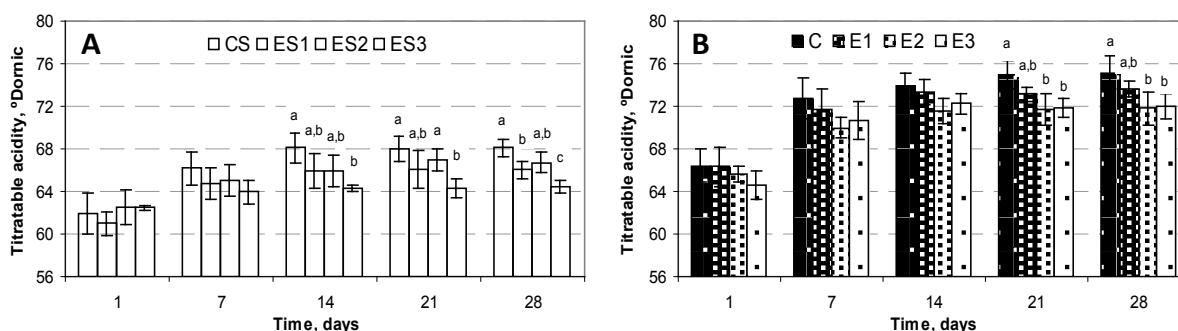 A
CS ES1 ES2 ES3
Titratable acidity, ºDornic
80
76
72
68
64
60
56
a a,b a,b b
a a,b a b
a b a,b c
1 7 14 21 28
Time, days
B
C E1 E2 E3
Titratable acidity, ºDornic
80
76
72
68
64
60
56
a a,b b b
a a,b b b
1 7 14 21 28
Time, days